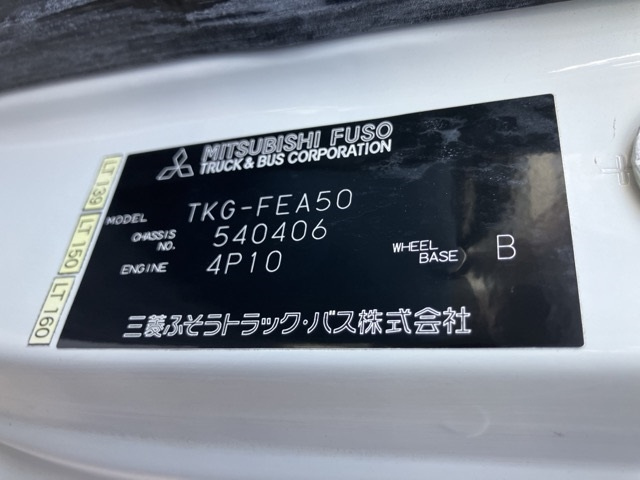 MITSUBISHI FUSO
TRUCK & BUS CORPORATION
MODEL TKG-FEA50
CHASSIS NO. 540406
ENGINE 4P10
WHEEL BASE B
三菱ふそうトラック・バス株式会社
LT 139
LT 150
LT 160